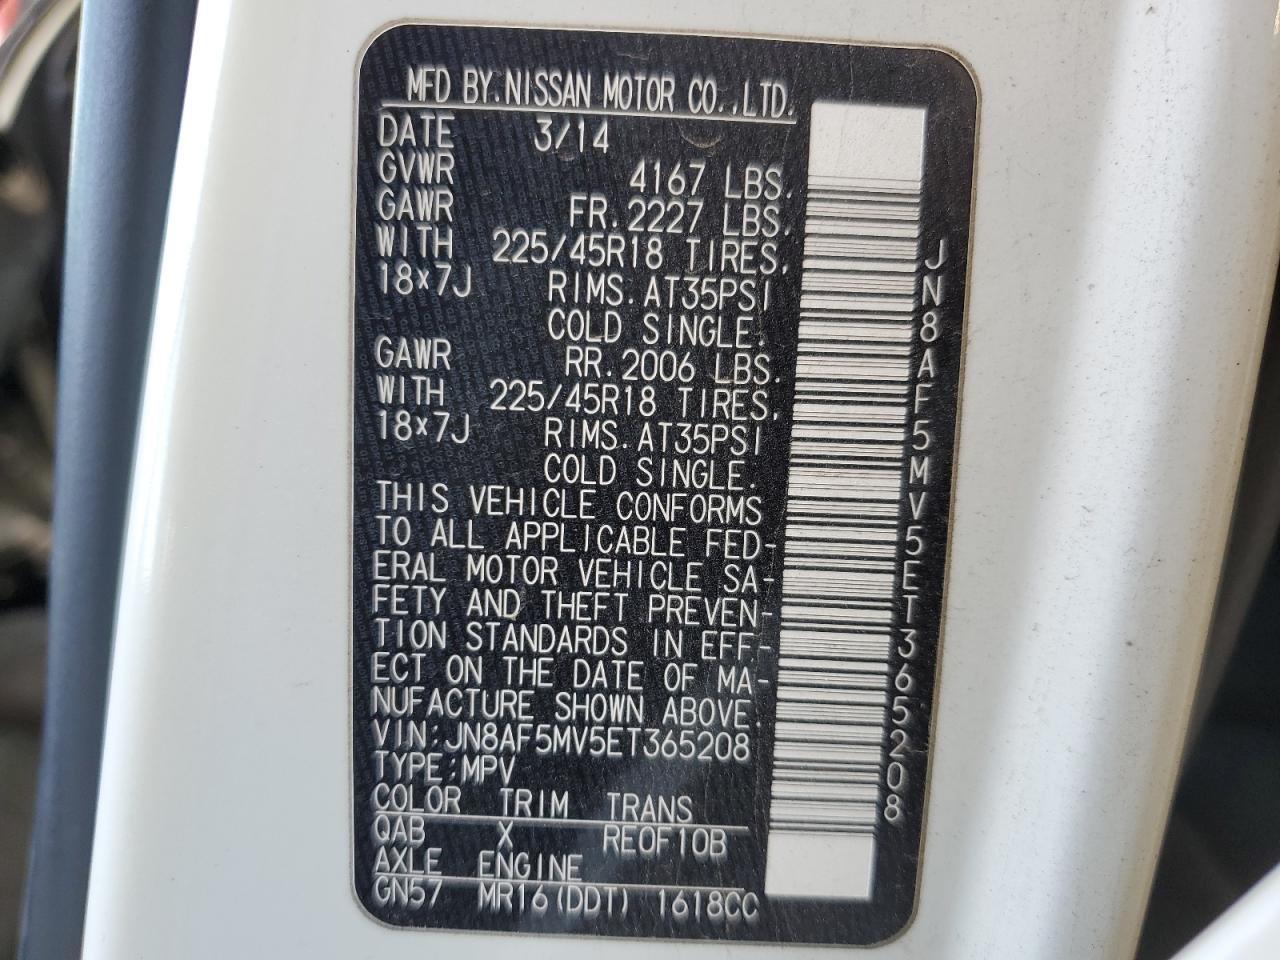 MFD BY.NISSAN MOTOR CO.,LTD.
DATE 3/14
GVWR 4167 LBS.
GAWR FR.2227 LBS.
WITH 225/45R18 TIRES,
18×7J RIMS.AT35PSI
COLD SINGLE.
GAWR RR.2006 LBS.
WITH 225/45R18 TIRES,
18×7J RIMS.AT35PSI
COLD SINGLE.
THIS VEHICLE CONFORMS
TO ALL APPLICABLE FED-
ERAL MOTOR VEHICLE SA-
FETY AND THEFT PREVEN-
TION STANDARDS IN EFF-
ECT ON THE DATE OF MA-
NUFACTURE SHOWN ABOVE.
VIN:JN8AF5MV5ET365208
TYPE:MPV
COLOR TRIM TRANS
QAB X RE0F10B
AXLE ENGINE
GN57 MR16(DDT) 1618CC
JN8AF5MV5ET365208